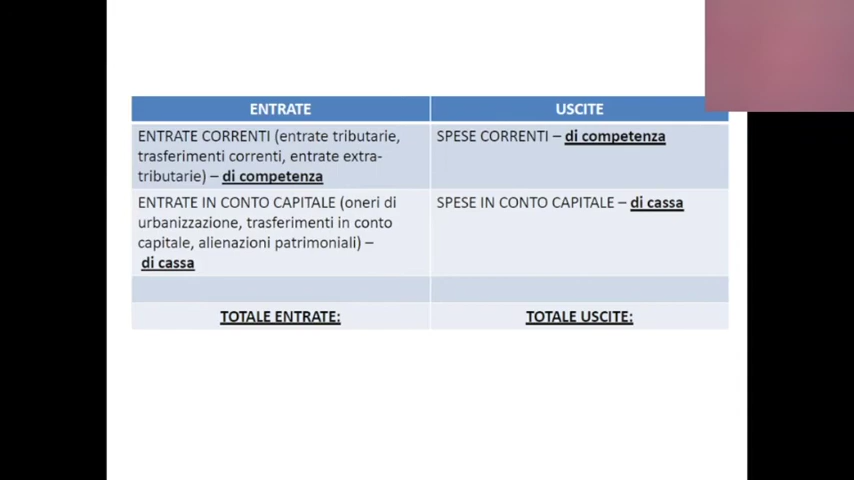 ENTRATE
USCITE
ENTRATE CORRENTI (entrate tributarie,
trasferimenti correnti, entrate extra-
tributarie) – di competenza
SPESE CORRENTI – di competenza
ENTRATE IN CONTO CAPITALE (oneri di
urbanizzazione, trasferimenti in conto
capitale, alienazioni patrimoniali) –
di cassa
SPESE IN CONTO CAPITALE – di cassa
TOTALE ENTRATE:
TOTALE USCITE: